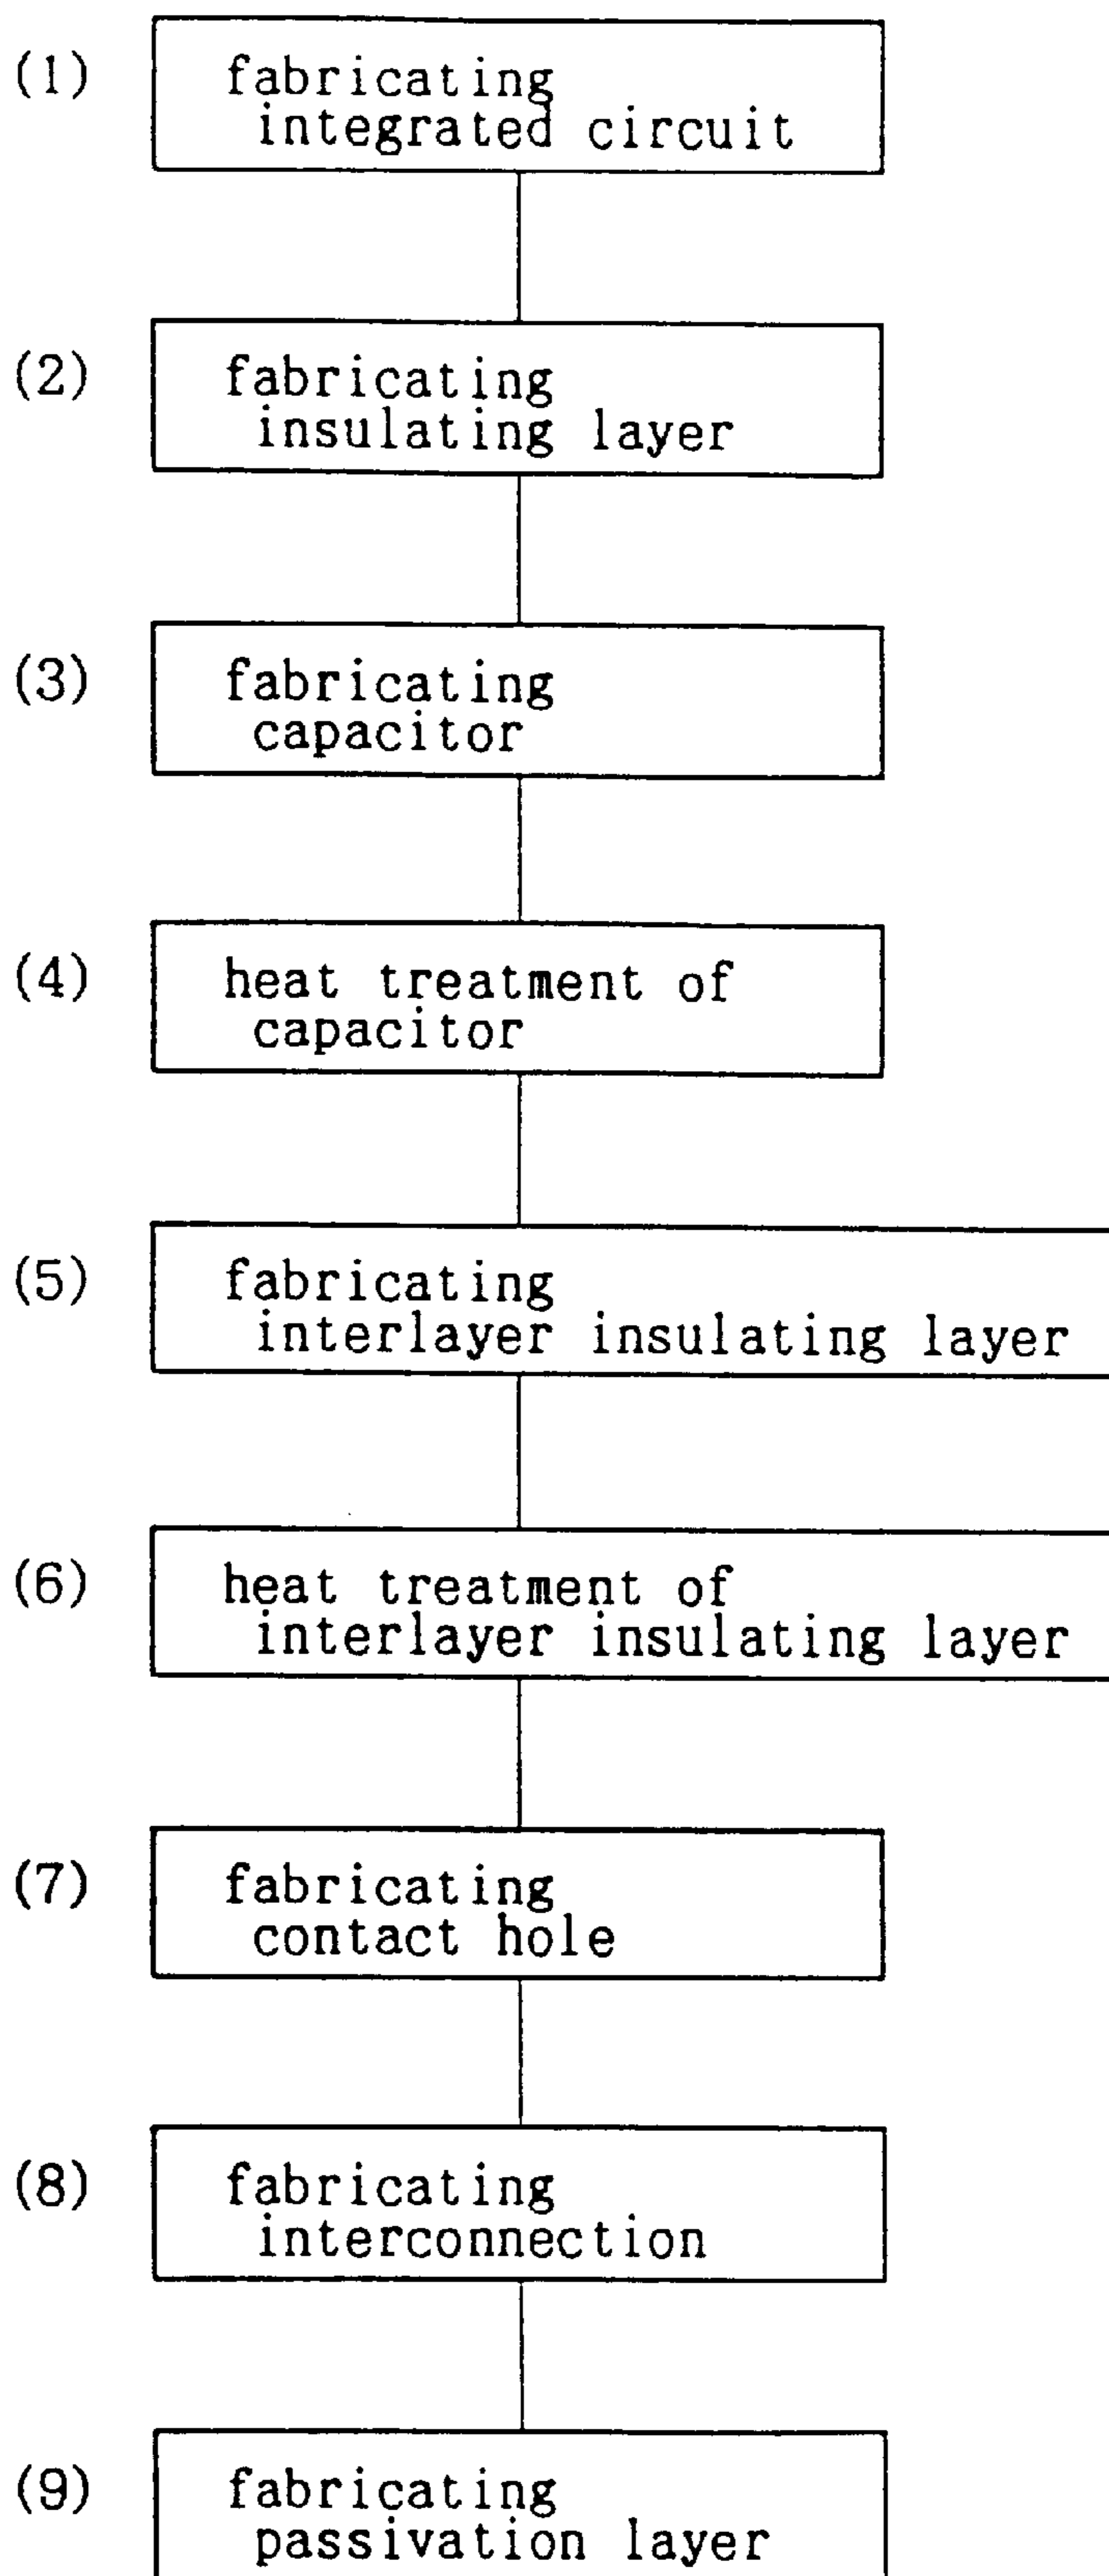 (1) fabricating
integrated circuit
(2) fabricating
insulating layer
(3) fabricating
capacitor
(4) heat treatment of
capacitor
(5) fabricating
interlayer insulating layer
(6) heat treatment of
interlayer insulating layer
(7) fabricating
contact hole
(8) fabricating
interconnection
(9) fabricating
passivation layer